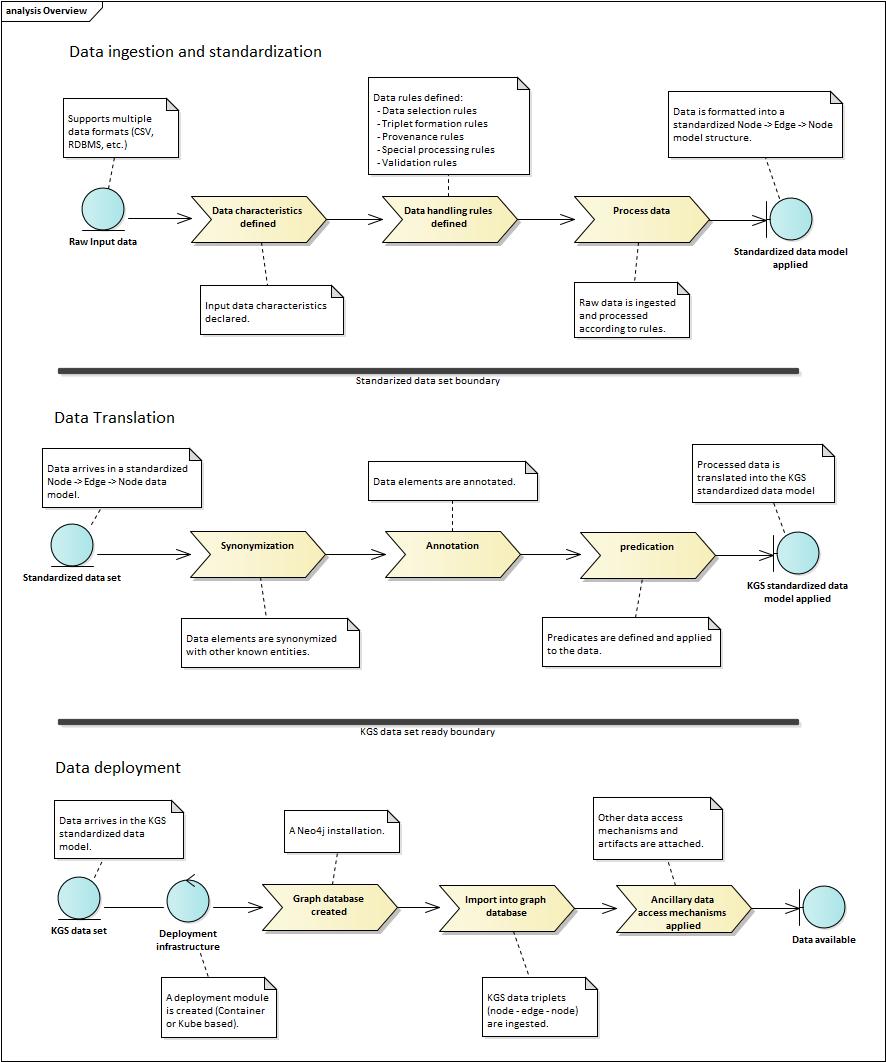 analysis Overview
Data ingestion and standardization
Supports multiple
data formats (CSV,
RDBMS, etc.)
Data rules defined:
- Data selection rules
- Triplet formation rules
- Provenance rules
- Special processing rules
- Validation rules
Data is formatted into a
standardized Node -> Edge -> Node
model structure.
Raw Input data
Data characteristics
defined
Data handling rules
defined
Process data
Standardized data model
applied
Input data characteristics
declared.
Raw data is ingested
and processed
according to rules.
Standarized data set boundary
Data Translation
Data arrives in a standardized
Node -> Edge -> Node data
model.
Data elements are annotated.
Processed data is
translated into the KGS
standardized data model
Standardized data set
Synonymization
Annotation
predication
KGS standardized data
model applied
Data elements are synonymized
with other known entities.
Predicates are defined and applied
to the data.
KGS data set ready boundary
Data deployment
Data arrives in the KGS
standardized data
model.
A Neo4j installation.
Other data access
mechanisms and
artifacts are attached.
KGS data set
Deployment
infrastructure
Graph database
created
Import into graph
database
Ancillary data
access mechanisms
applied
Data available
A deployment module
is created (Container
or Kube based).
KGS data triplets
(node - edge - node)
are ingested.